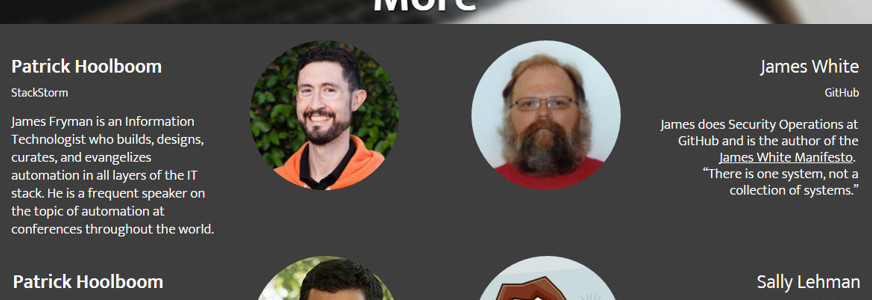 More
Patrick Hoolboom
StackStorm
James Fryman is an Information
Technologist who builds, designs,
curates, and evangelizes
automation in all layers of the IT
stack. He is a frequent speaker on
the topic of automation at
conferences throughout the world.
James White
GitHub
James does Security Operations at
GitHub and is the author of the
James White Manifesto.
“There is one system, not a
collection of systems.”
Patrick Hoolboom
Sally Lehman